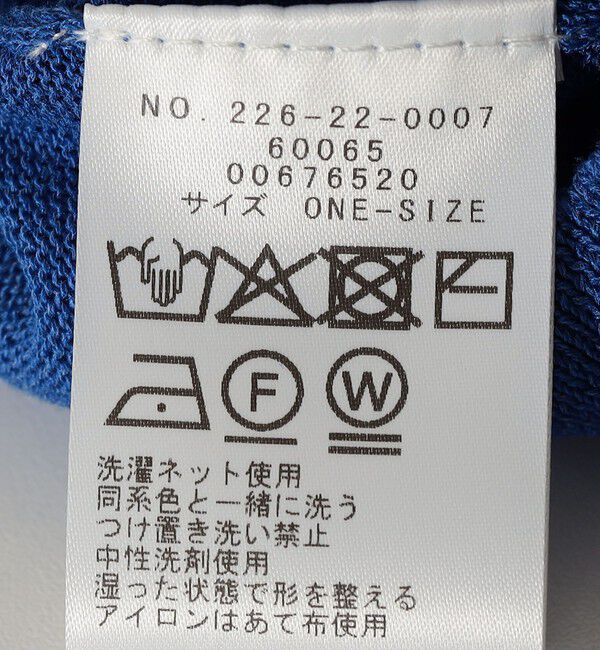 NO. 226-22-0007
60065
00676520
サイズ ONE-SIZE
F
W
洗濯ネット使用
同系色と一緒に洗う
つけ置き洗い禁止
中性洗剤使用
湿った状態で形を整える
アイロンはあて布使用